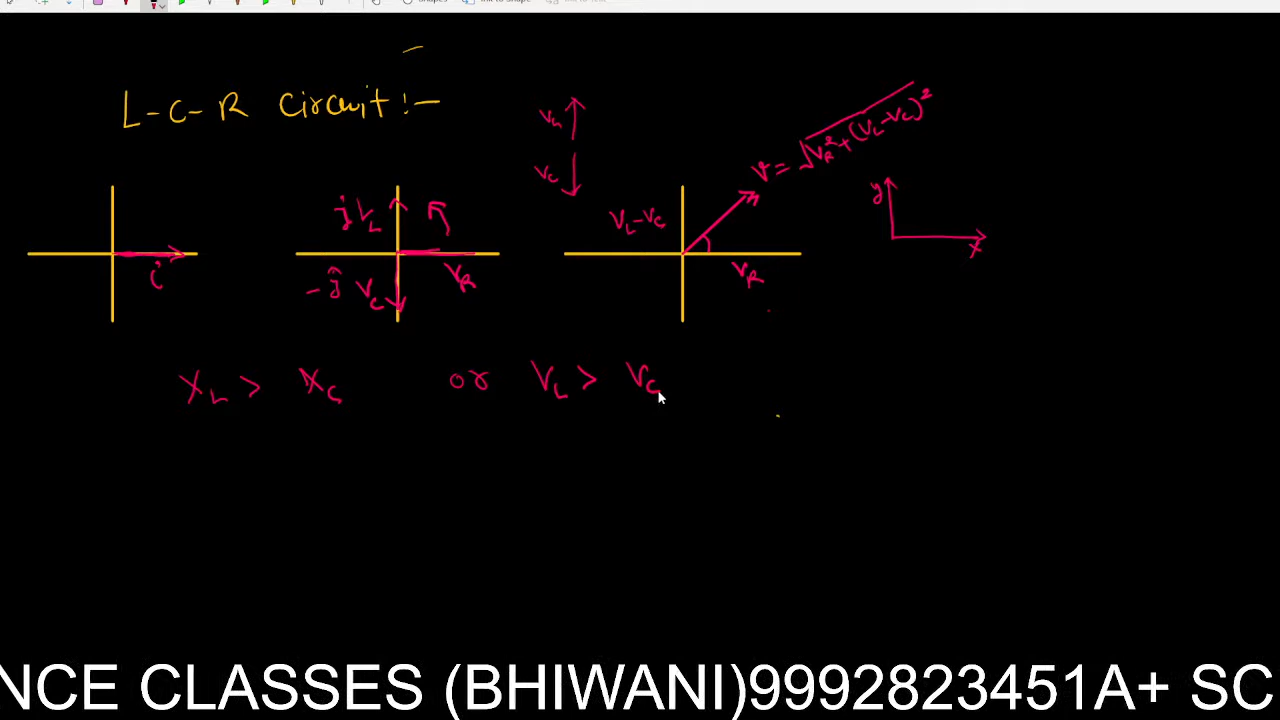 L-C-R Circuit :-
V_L
V_C
V = √V_R²+(V_L-V_C)²
y
x
i
jV_L
-ĵ V_C
V_R
V_L-V_C
V_R
X_L > X_C or V_L > V_C
NCE CLASSES (BHIWANI)9992823451A+ SC